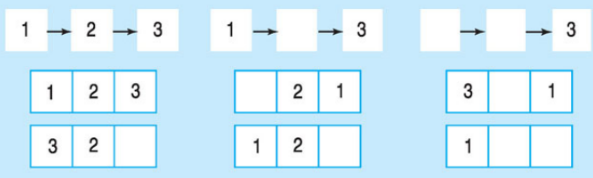 1 → 2 → 3 1 → → 3 → → 3
1 2 3 2 1 3 1
3 2 1 2 1